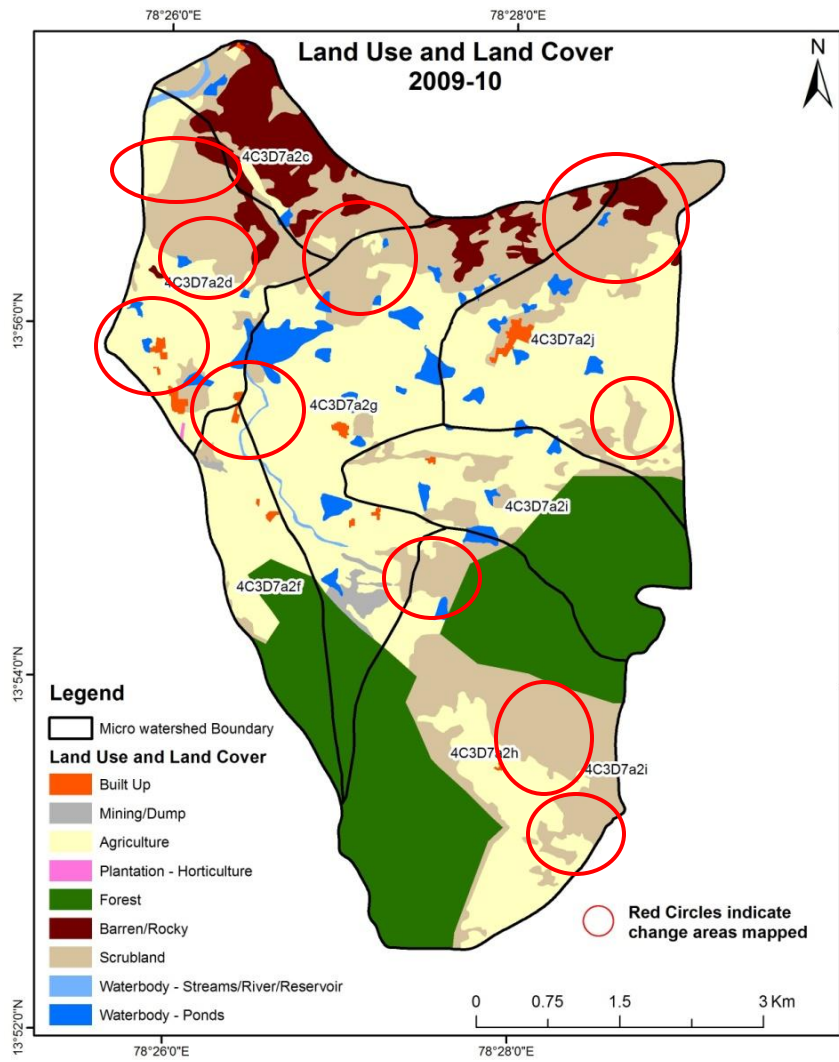 78°26'0"E
78°28'0"E
Land Use and Land Cover
2009-10
N
4C3D7a2c
4C3D7a2d
13°56'0"N
4C3D7a2j
4C3D7a2g
4C3D7a2i
4C3D7a2f
13°54'0"N
4C3D7a2h
4C3D7a2i
Legend
Micro watershed Boundary
Land Use and Land Cover
Built Up
Mining/Dump
Agriculture
Plantation - Horticulture
Forest
Barren/Rocky
Scrubland
Waterbody - Streams/River/Reservoir
Waterbody - Ponds
Red Circles indicate
change areas mapped
0 0.75 1.5 3 Km
13°52'0"N
78°26'0"E
78°28'0"E